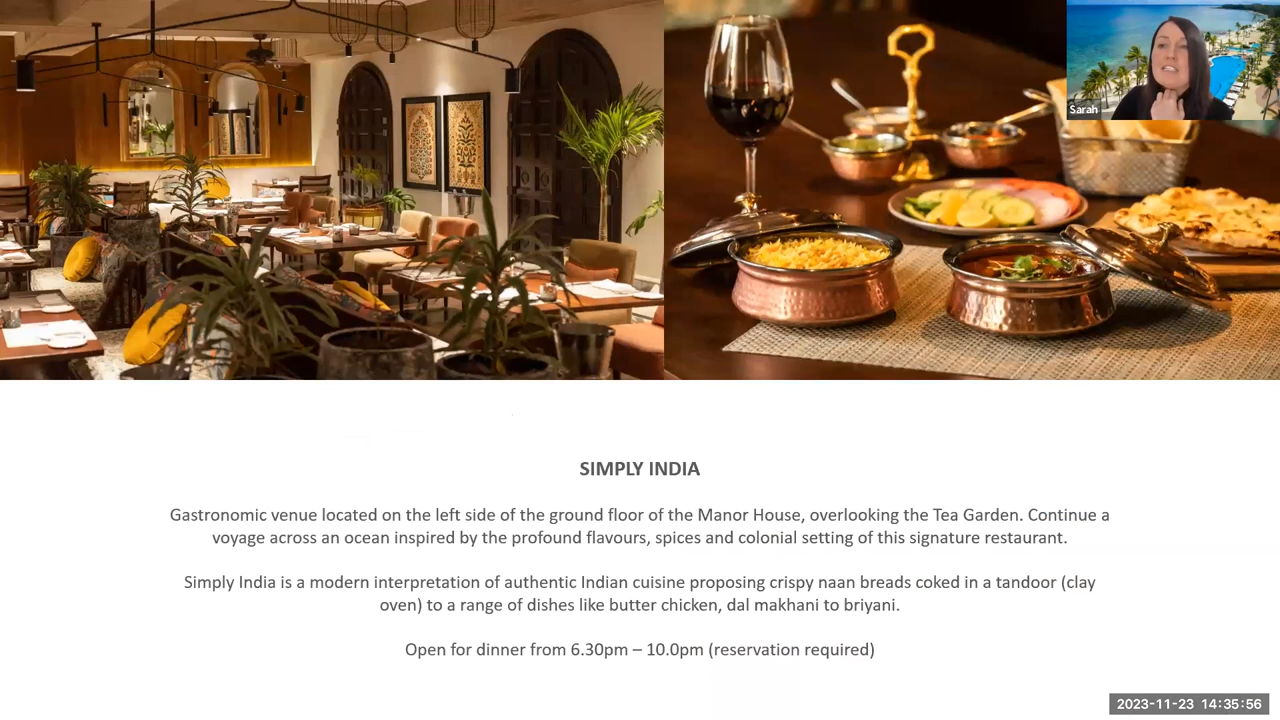 Sarah
SIMPLY INDIA
Gastronomic venue located on the left side of the ground floor of the Manor House, overlooking the Tea Garden. Continue a
voyage across an ocean inspired by the profound flavours, spices and colonial setting of this signature restaurant.
Simply India is a modern interpretation of authentic Indian cuisine proposing crispy naan breads coked in a tandoor (clay
oven) to a range of dishes like butter chicken, dal makhani to briyani.
Open for dinner from 6.30pm – 10.0pm (reservation required)
2023-11-23 14:35:56